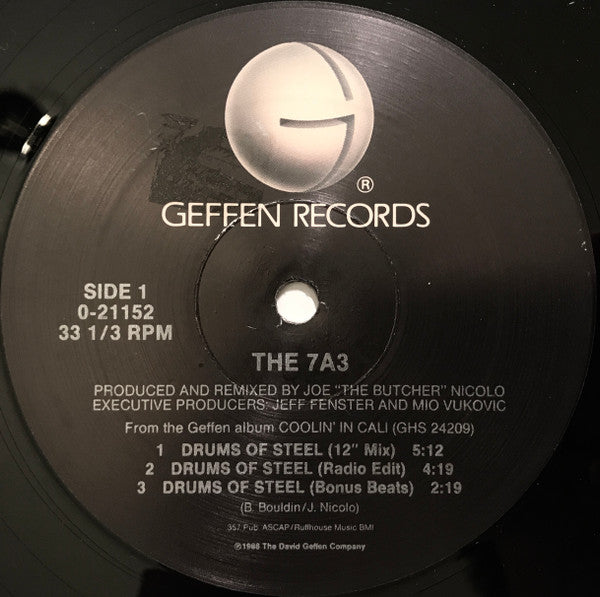 G
®
GEFFEN RECORDS
SIDE 1
0-21152
33 1/3 RPM
THE 7A3
PRODUCED AND REMIXED BY JOE "THE BUTCHER" NICOLO
EXECUTIVE PRODUCERS: JEFF FENSTER AND MIO VUKOVIC
From the Geffen album COOLIN' IN CALI (GHS 24209)
1 DRUMS OF STEEL (12" Mix) 5:12
2 DRUMS OF STEEL (Radio Edit) 4:19
3 DRUMS OF STEEL (Bonus Beats) 2:19
(B. Bouldin/J. Nicolo)
357 Pub. ASCAP/Ruffhouse Music BMI
℗1988 The David Geffen Company